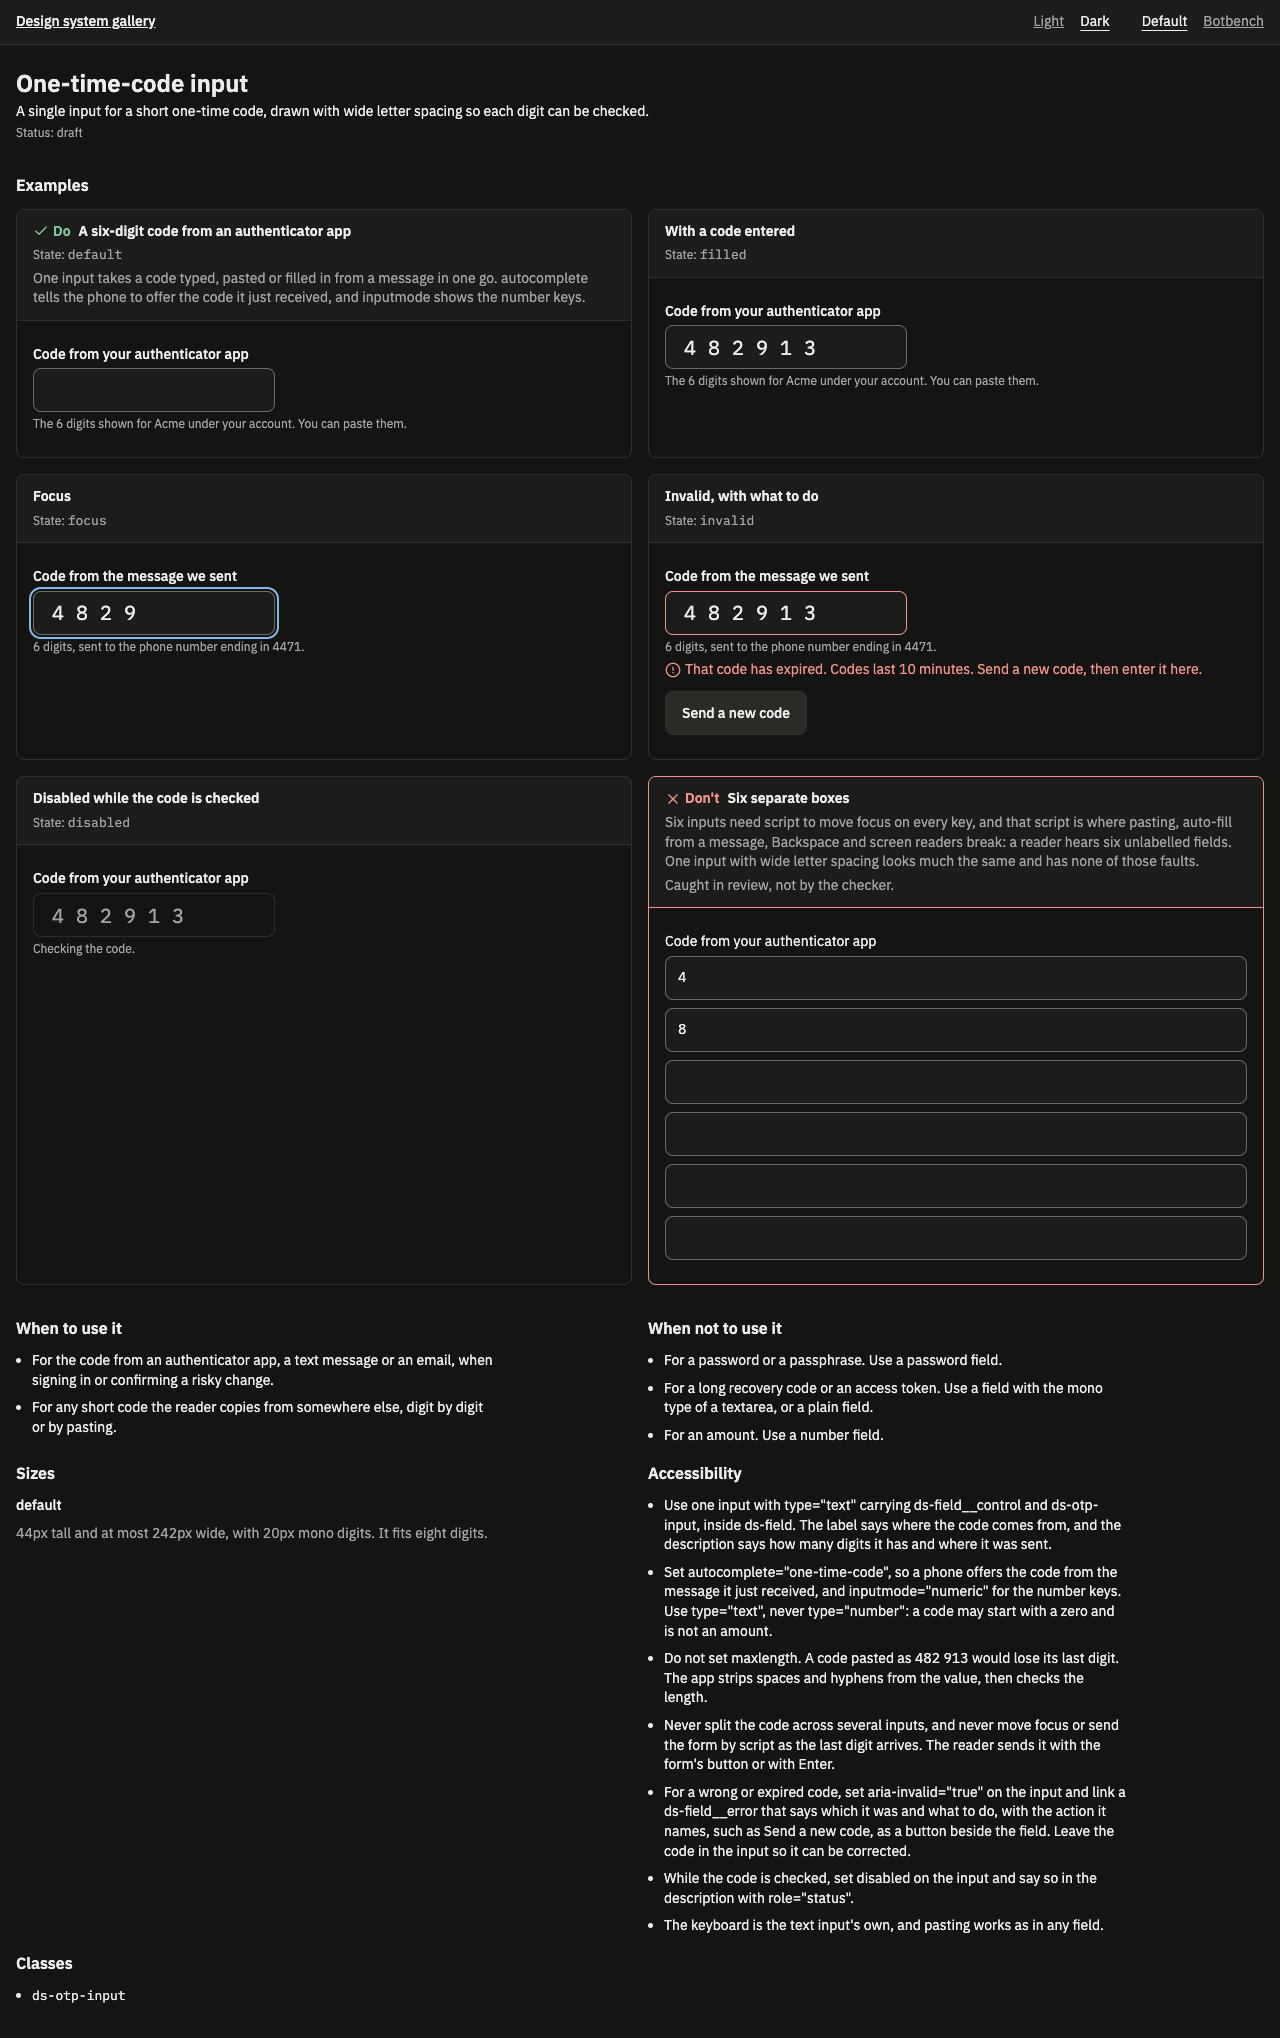 Design system gallery
Light Dark Default Botbench
One-time-code input
A single input for a short one-time code, drawn with wide letter spacing so each digit can be checked.
Status: draft
Examples
Do A six-digit code from an authenticator app
State: default
One input takes a code typed, pasted or filled in from a message in one go. autocomplete
tells the phone to offer the code it just received, and inputmode shows the number keys.
Code from your authenticator app
The 6 digits shown for Acme under your account. You can paste them.
With a code entered
State: filled
Code from your authenticator app
4 8 2 9 1 3
The 6 digits shown for Acme under your account. You can paste them.
Focus
State: focus
Code from the message we sent
4 8 2 9
6 digits, sent to the phone number ending in 4471.
Invalid, with what to do
State: invalid
Code from the message we sent
4 8 2 9 1 3
6 digits, sent to the phone number ending in 4471.
That code has expired. Codes last 10 minutes. Send a new code, then enter it here.
Send a new code
Disabled while the code is checked
State: disabled
Code from your authenticator app
4 8 2 9 1 3
Checking the code.
Don't Six separate boxes
Six inputs need script to move focus on every key, and that script is where pasting, auto-fill
from a message, Backspace and screen readers break: a reader hears six unlabelled fields.
One input with wide letter spacing looks much the same and has none of those faults.
Caught in review, not by the checker.
Code from your authenticator app
4
8
When to use it
For the code from an authenticator app, a text message or an email, when
signing in or confirming a risky change.
For any short code the reader copies from somewhere else, digit by digit
or by pasting.
When not to use it
For a password or a passphrase. Use a password field.
For a long recovery code or an access token. Use a field with the mono
type of a textarea, or a plain field.
For an amount. Use a number field.
Sizes
default
44px tall and at most 242px wide, with 20px mono digits. It fits eight digits.
Accessibility
Use one input with type="text" carrying ds-field__control and ds-otp-
input, inside ds-field. The label says where the code comes from, and the
description says how many digits it has and where it was sent.
Set autocomplete="one-time-code", so a phone offers the code from the
message it just received, and inputmode="numeric" for the number keys.
Use type="text", never type="number": a code may start with a zero and
is not an amount.
Do not set maxlength. A code pasted as 482 913 would lose its last digit.
The app strips spaces and hyphens from the value, then checks the
length.
Never split the code across several inputs, and never move focus or send
the form by script as the last digit arrives. The reader sends it with the
form's button or with Enter.
For a wrong or expired code, set aria-invalid="true" on the input and link a
ds-field__error that says which it was and what to do, with the action it
names, such as Send a new code, as a button beside the field. Leave the
code in the input so it can be corrected.
While the code is checked, set disabled on the input and say so in the
description with role="status".
The keyboard is the text input's own, and pasting works as in any field.
Classes
ds-otp-input